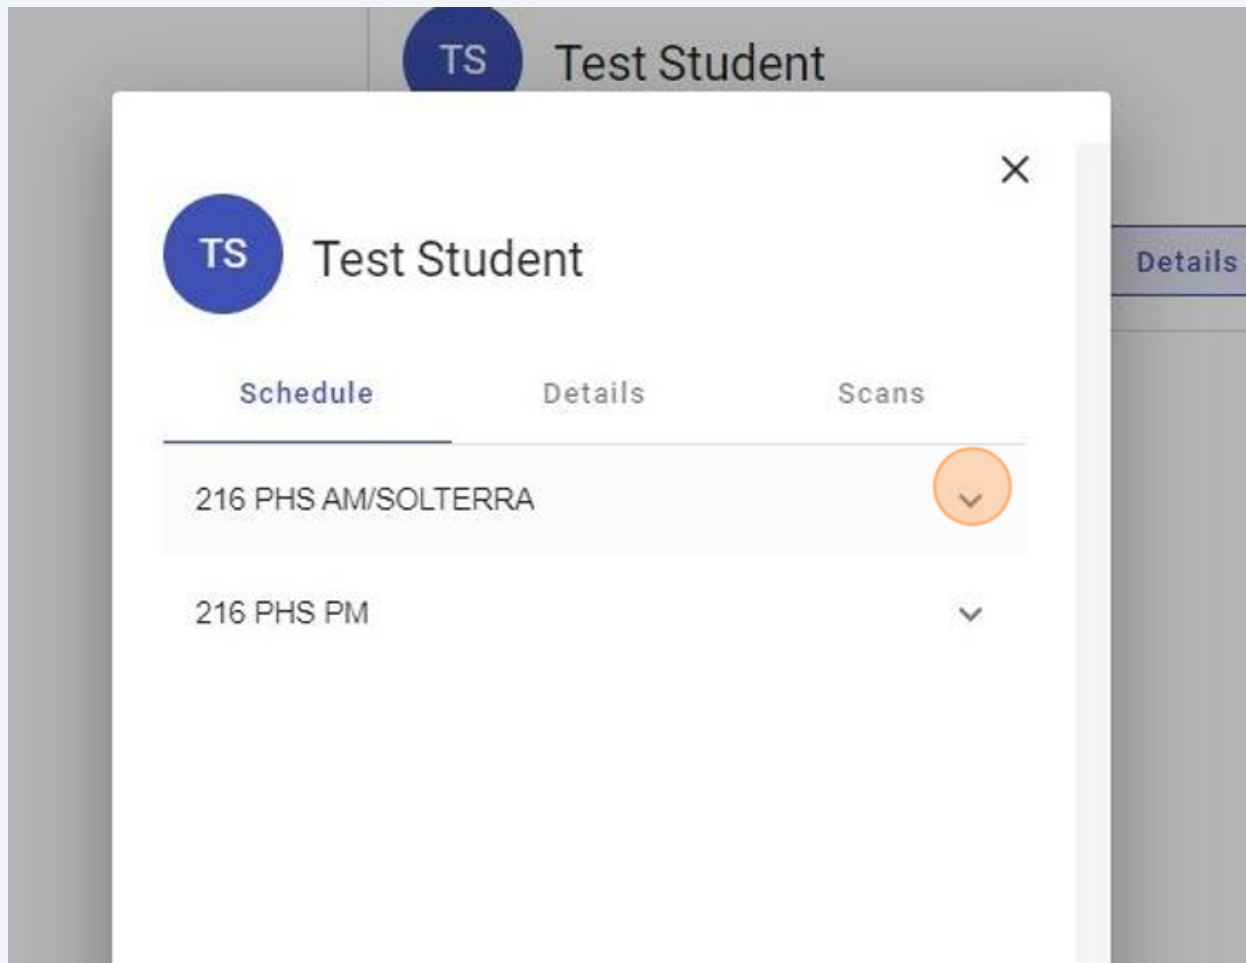 TS Test Student
TS Test Student
Details
Schedule Details Scans
216 PHS AM/SOLTERRA
216 PHS PM